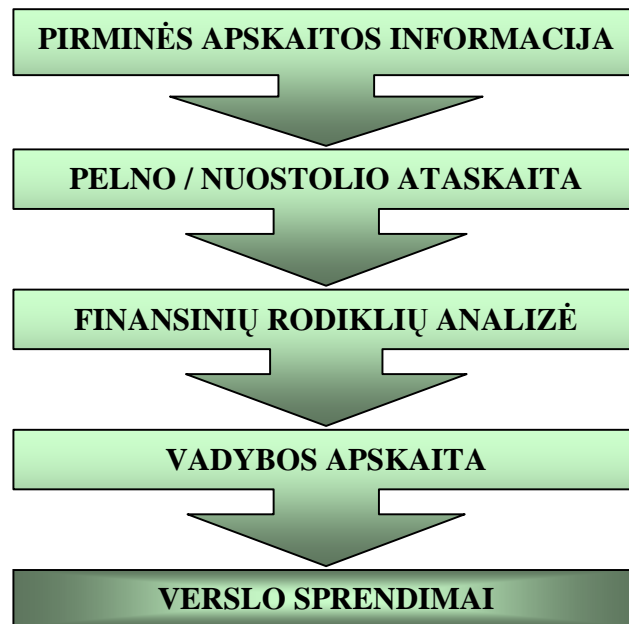 PIRMINĖS APSKAITOS INFORMACIJA
PELNO / NUOSTOLIO ATASKAITA
FINANSINIŲ RODIKLIŲ ANALIZĖ
VADYBOS APSKAITA
VERSLO SPRENDIMAI